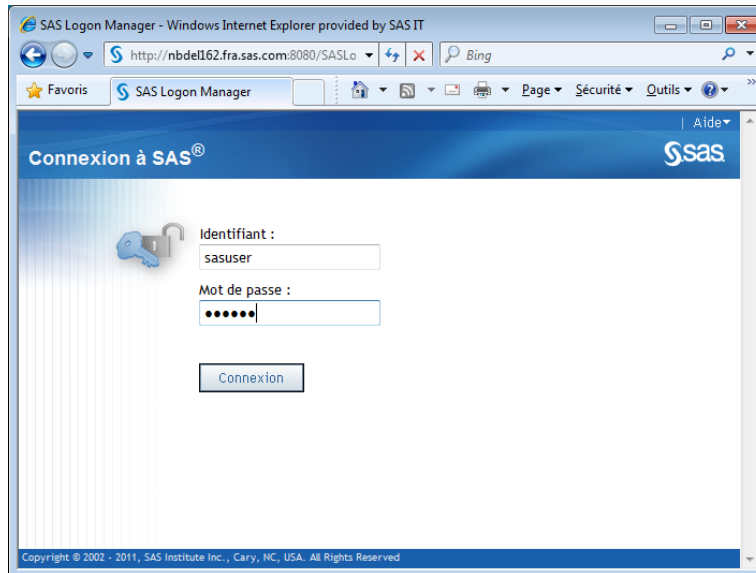 SAS Logon Manager - Windows Internet Explorer provided by SAS IT
http://nbdel162.fra.sas.com:8080/SASLo
Bing
Favoris
SAS Logon Manager
Page
Sécurité
Outils
»
| Aide
Connexion à SAS®
sas
Identifiant :
sasuser
Mot de passe :
••••••
Connexion
Copyright © 2002 - 2011, SAS Institute Inc., Cary, NC, USA. All Rights Reserved